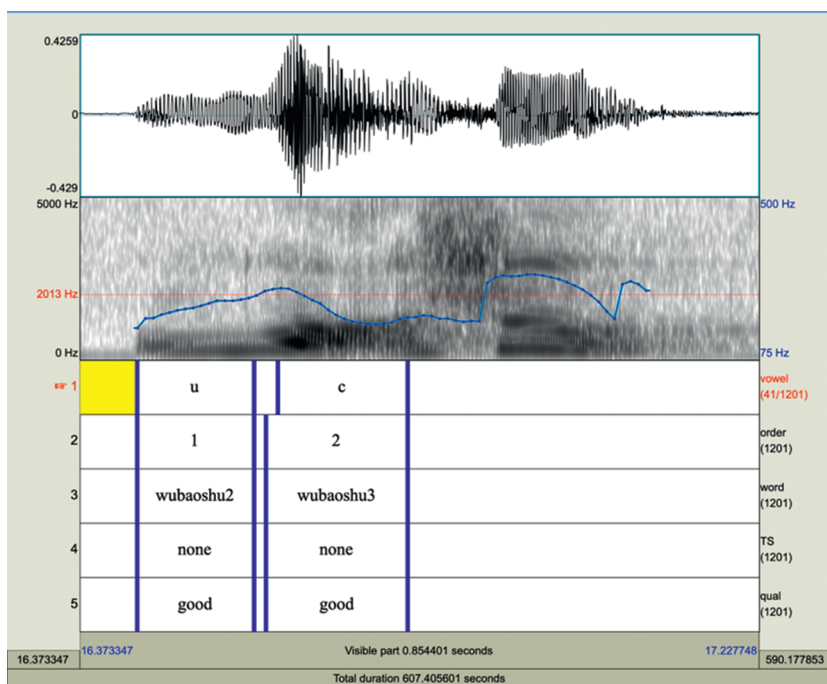 0.4259
0
-0.429
5000 Hz
500 Hz
2013 Hz
0 Hz
75 Hz
1 u c vowel
(41/1201)
2 1 2 order
(1201)
3 wubaoshu2 wubaoshu3 word
(1201)
4 none none TS
(1201)
5 good good qual
(1201)
16.373347 Visible part 0.854401 seconds 17.227748
16.373347 590.177853
Total duration 607.405601 seconds